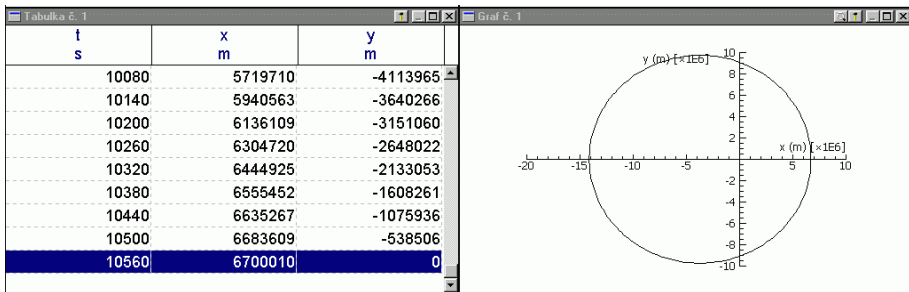 Tabulka č. 1
t x y
s m m
10080 5719710 -4113965
10140 5940563 -3640266
10200 6136109 -3151060
10260 6304720 -2648022
10320 6444925 -2133053
10380 6555452 -1608261
10440 6635267 -1075936
10500 6683609 -538506
10560 6700010 0
Graf č. 1
y (m) [×1E6] 10
8
6
4
2
x (m) [×1E6]
-20 -15 -10 5 10
-2
-4
-6
-8
-10